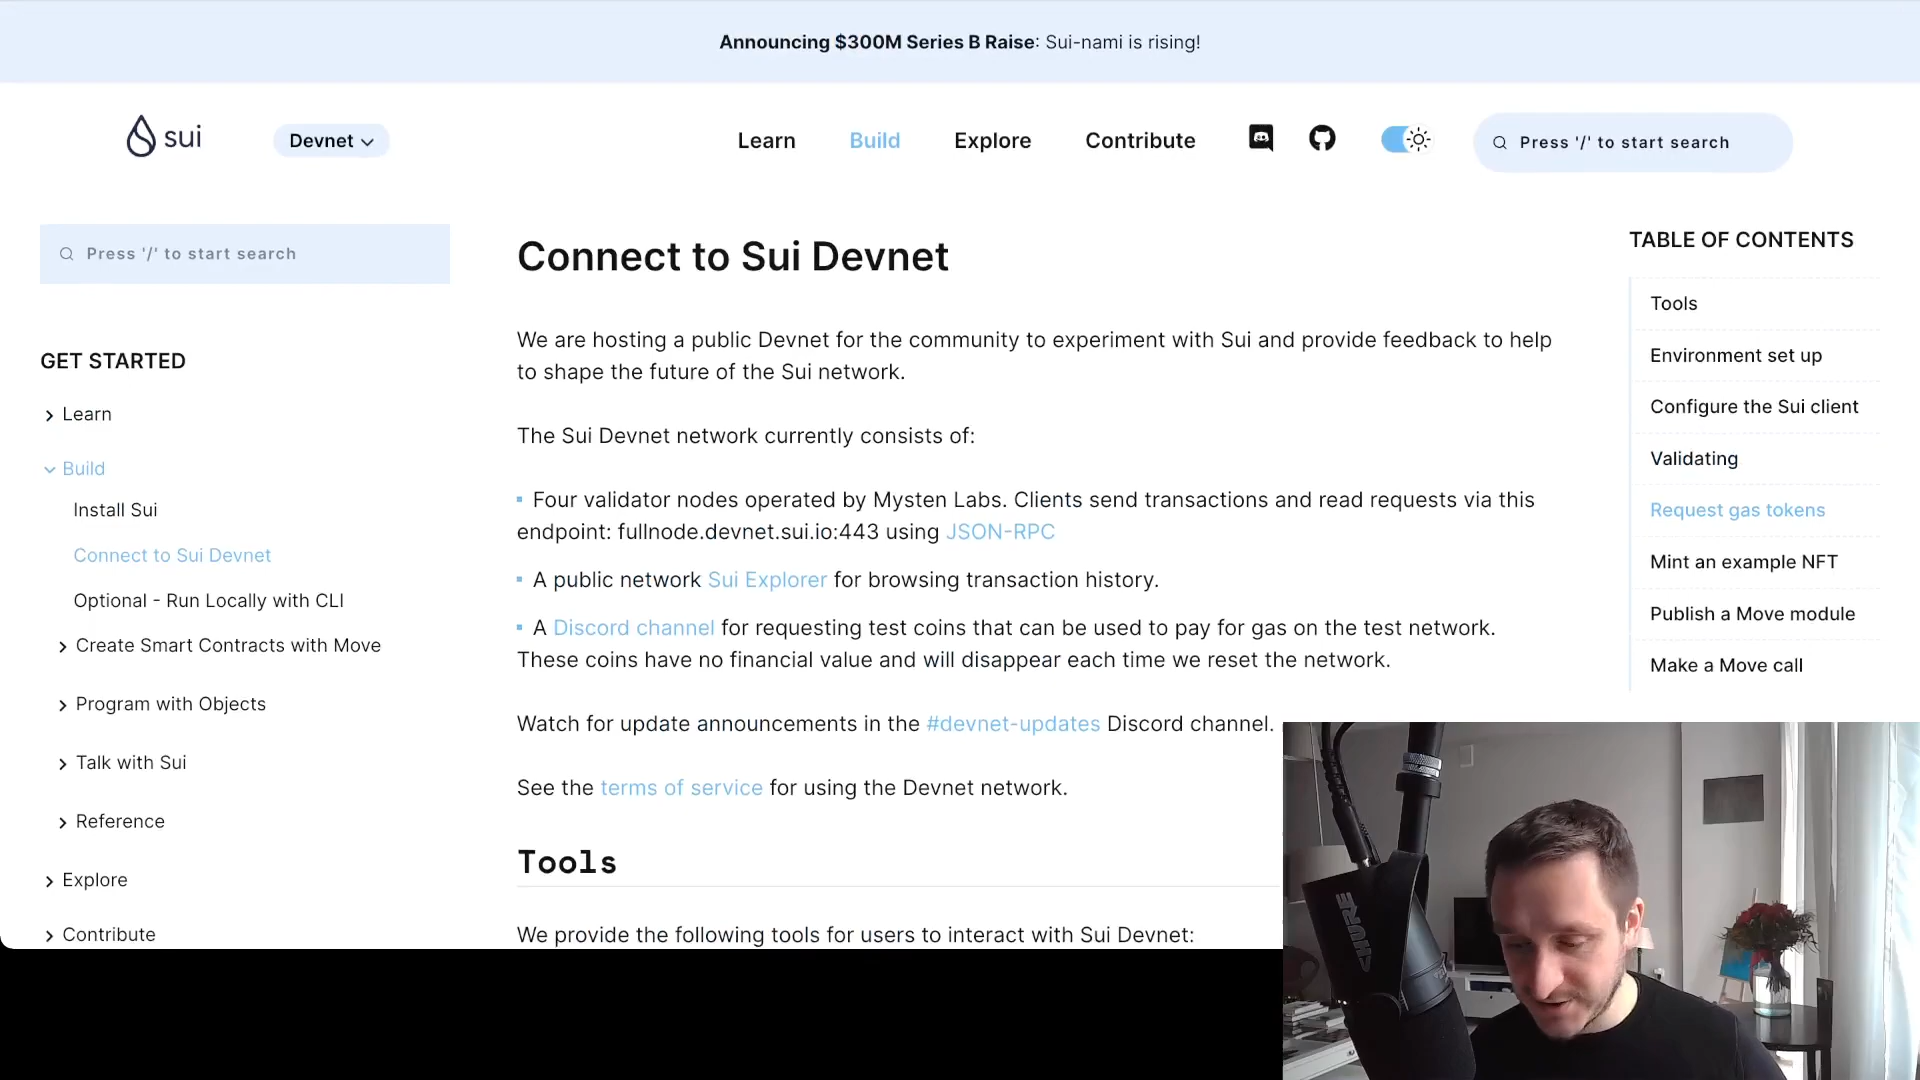 Announcing $300M Series B Raise: Sui-nami is rising!
sui
Devnet
Learn
Build
Explore
Contribute
Press '/' to start search
Press '/' to start search
GET STARTED
Learn
Build
Install Sui
Connect to Sui Devnet
Optional - Run Locally with CLI
Create Smart Contracts with Move
Program with Objects
Talk with Sui
Reference
Explore
Contribute
Connect to Sui Devnet
We are hosting a public Devnet for the community to experiment with Sui and provide feedback to help
to shape the future of the Sui network.
The Sui Devnet network currently consists of:
Four validator nodes operated by Mysten Labs. Clients send transactions and read requests via this
endpoint: fullnode.devnet.sui.io:443 using JSON-RPC
A public network Sui Explorer for browsing transaction history.
A Discord channel for requesting test coins that can be used to pay for gas on the test network.
These coins have no financial value and will disappear each time we reset the network.
Watch for update announcements in the #devnet-updates Discord channel.
See the terms of service for using the Devnet network.
Tools
We provide the following tools for users to interact with Sui Devnet:
TABLE OF CONTENTS
Tools
Environment set up
Configure the Sui client
Validating
Request gas tokens
Mint an example NFT
Publish a Move module
Make a Move call
SHURE